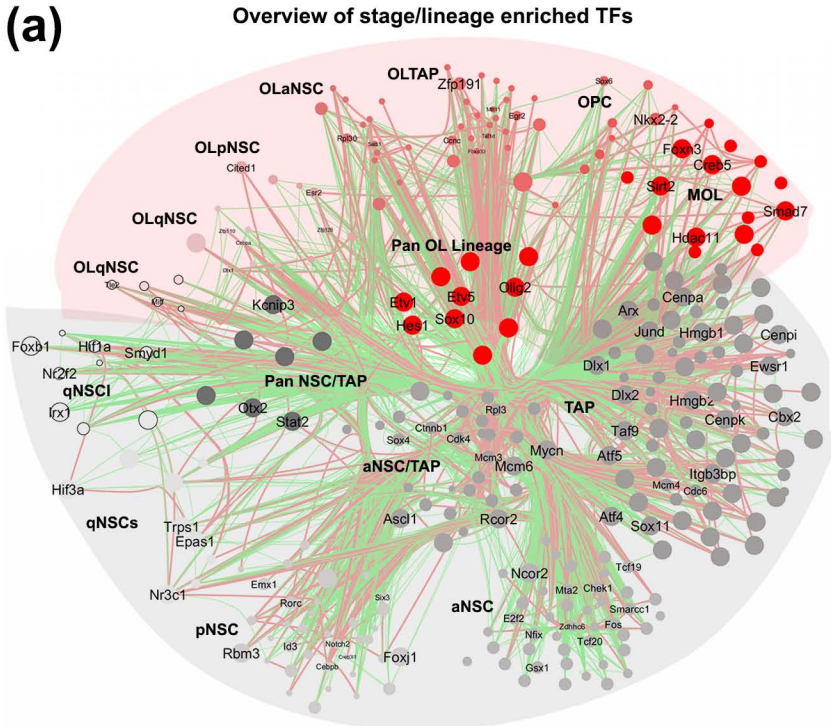 (a)
Overview of stage/lineage enriched TFs
OLTAP
Zfp191
Sox6
OLaNSC
OPC
Egr2
Nkx2-2
Rpl30
Ccnc
Foxn3
OLpNSC
Cited1
Creb5
Esr2
Sirt2
MOL
Smad7
OLqNSC
Hdac11
Pan OL Lineage
OLqNSC
Tie2
Mitf
Kcnip3
Etv1
Etv5
Olig2
Cenpa
Arx
Hes1
Sox10
Jund
Hmgb1
Cenpi
Foxb1
Hif1a
Smyd1
Dlx1
Ewsr1
Nr2f2
qNSCI
Pan NSC/TAP
Dlx2
Hmgb2
Irx1
Otx2
Rpl3
TAP
Stat2
Ctnnb1
Cenpk
Cbx2
Sox4
Cdk4
Taf9
Mycn
Mcm3
Atf5
aNSC/TAP
Mcm6
Itgb3bp
Hif3a
Mcm4
Cdc6
qNSCs
Trps1
Ascl1
Rcor2
Atf4
Sox11
Epas1
Tcf19
Ncor2
Nr3c1
Emx1
Mta2
Chek1
Rorc
Six3
aNSC
Smarcc1
E2f2
Fos
pNSC
Zdhhc6
Nfix
Id3
Notch2
Tcf20
Rbm3
Foxj1
Cebpb
Gsx1